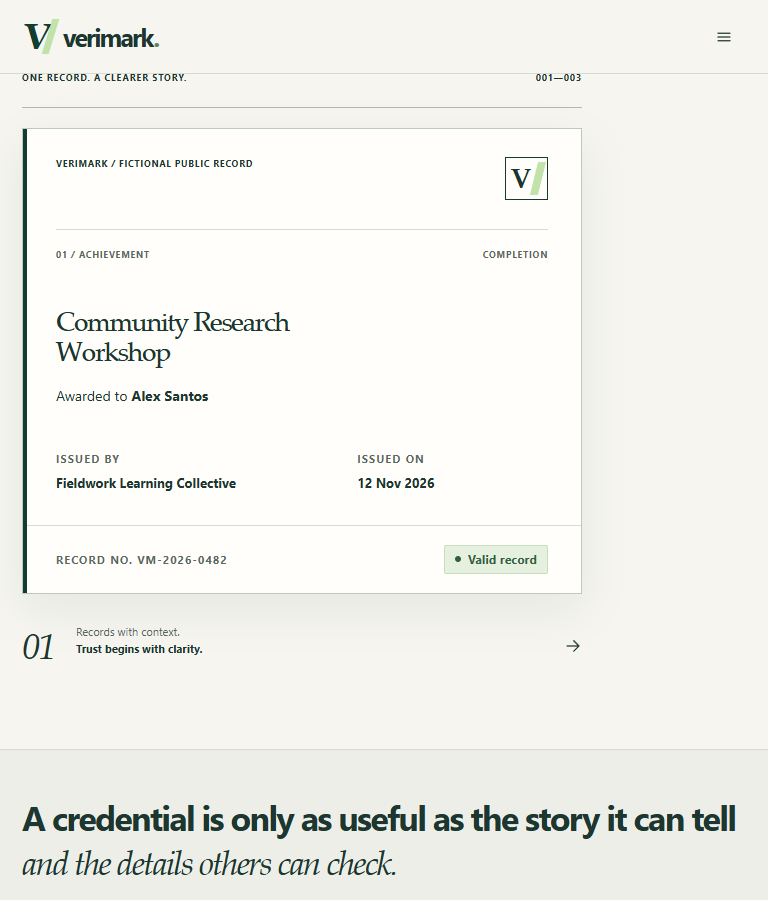 V verimark.
ONE RECORD. A CLEARER STORY. 001—003
VERIMARK / FICTIONAL PUBLIC RECORD
V
01 / ACHIEVEMENT COMPLETION
Community Research
Workshop
Awarded to Alex Santos
ISSUED BY ISSUED ON
Fieldwork Learning Collective 12 Nov 2026
RECORD NO. VM-2026-0482 Valid record
01 Records with context.
Trust begins with clarity.
A credential is only as useful as the story it can tell
and the details others can check.